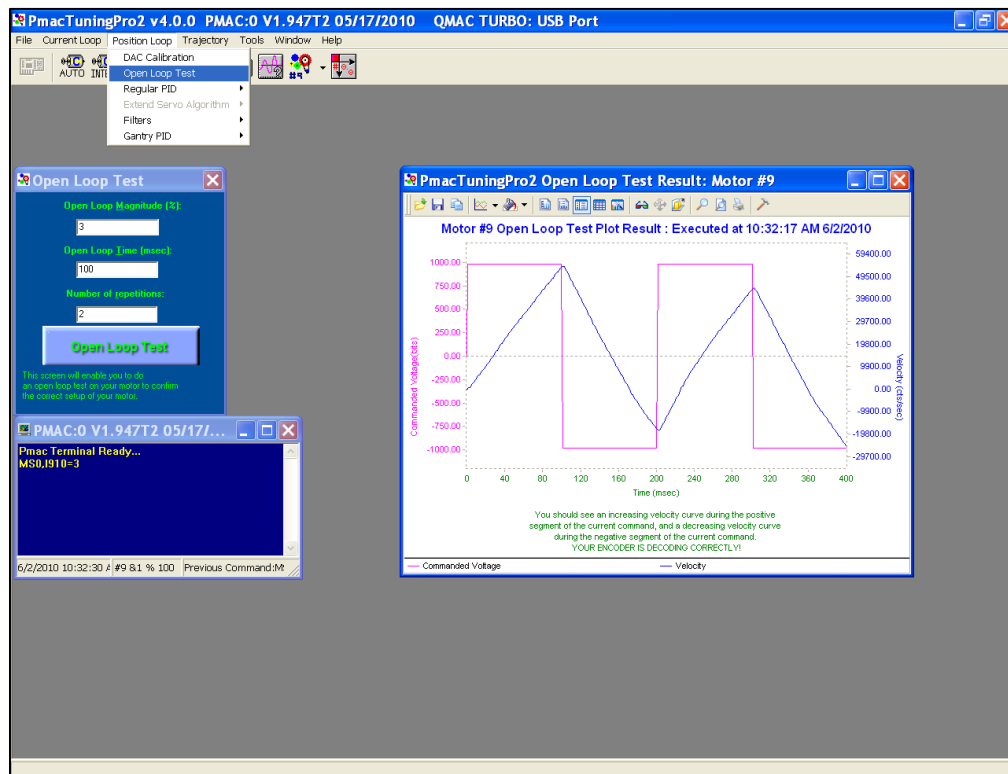 PmacTuningPro2 v4.0.0 PMAC:0 V1.947T2 05/17/2010 QMAC TURBO: USB Port
File Current Loop Position Loop Trajectory Tools Window Help
AUTO INTE
#9
DAC Calibration
Open Loop Test
Regular PID
Extend Servo Algorithm
Filters
Gantry PID
Open Loop Test
Open Loop Magnitude (%):
3
Open Loop Time (msec):
100
Number of repetitions:
2
Open Loop Test
This screen will enable you to do
an open loop test on your motor to confirm
the correct setup of your motor.
PMAC:0 V1.947T2 05/17/...
Pmac Terminal Ready...
MS0,I910=3
6/2/2010 10:32:30 A #9 &1 % 100 Previous Command:M
PmacTuningPro2 Open Loop Test Result: Motor #9
Motor #9 Open Loop Test Plot Result : Executed at 10:32:17 AM 6/2/2010
Commanded Voltage(bits)
1000.00
750.00
500.00
250.00
0.00
-250.00
-500.00
-750.00
-1000.00
59400.00
49500.00
39600.00
29700.00
19800.00
9900.00
0.00
-9900.00
-19800.00
-29700.00
Velocity (cts/sec)
0 40 80 120 160 200 240 280 320 360 400
Time (msec)
You should see an increasing velocity curve during the positive
segment of the current command, and a decreasing velocity curve
during the negative segment of the current command.
YOUR ENCODER IS DECODING CORRECTLY!
Commanded Voltage Velocity